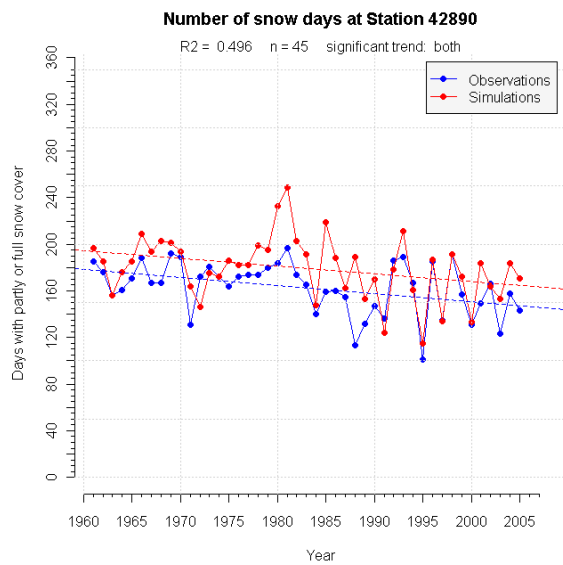 Number of snow days at Station 42890
R2 = 0.496 n = 45 significant trend: both
Observations
Simulations
Days with partly or full snow cover
360
320
280
240
200
160
120
80
40
0
1960 1965 1970 1975 1980 1985 1990 1995 2000 2005
Year